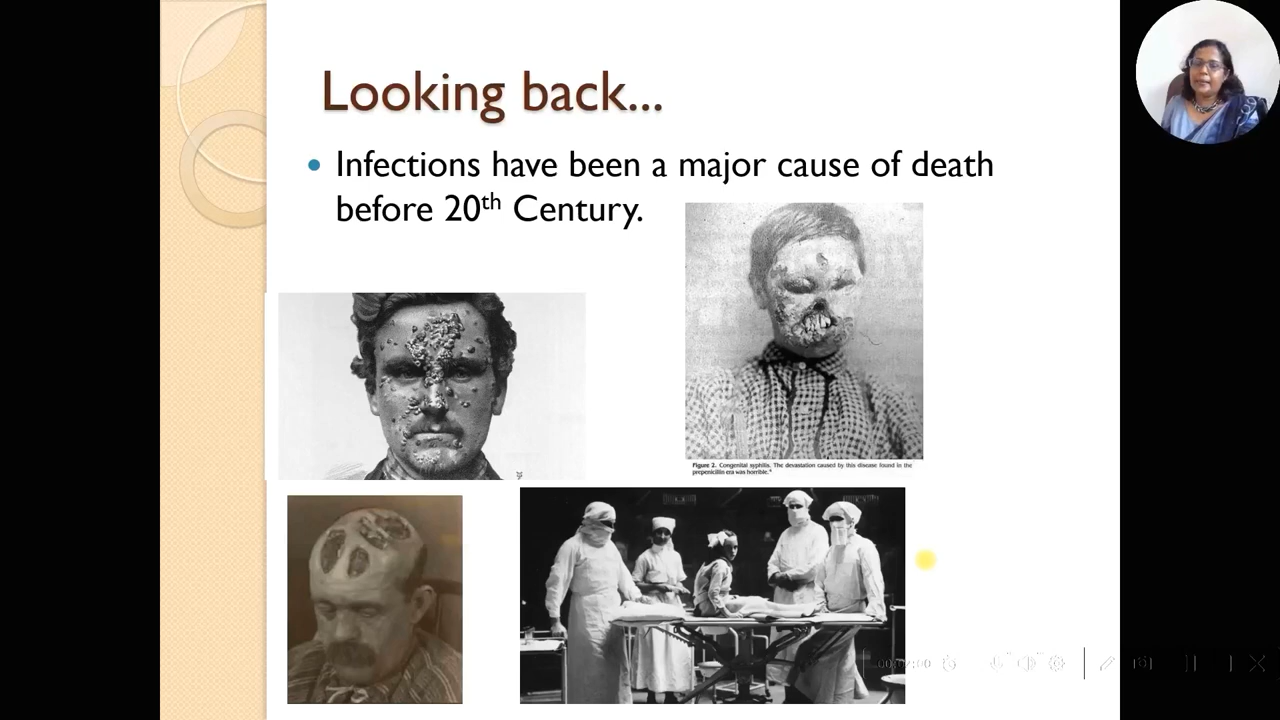 Looking back...
• Infections have been a major cause of death
before 20th Century.
Figure 2. Congenital syphilis. The devastation caused by this disease found in the
prepenicillin era was horrible.⁴